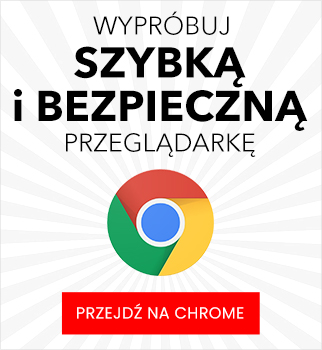 WYPRÓBUJ
SZYBKĄ
i BEZPIECZNĄ
PRZEGLĄDARKĘ
PRZEJDŹ NA CHROME